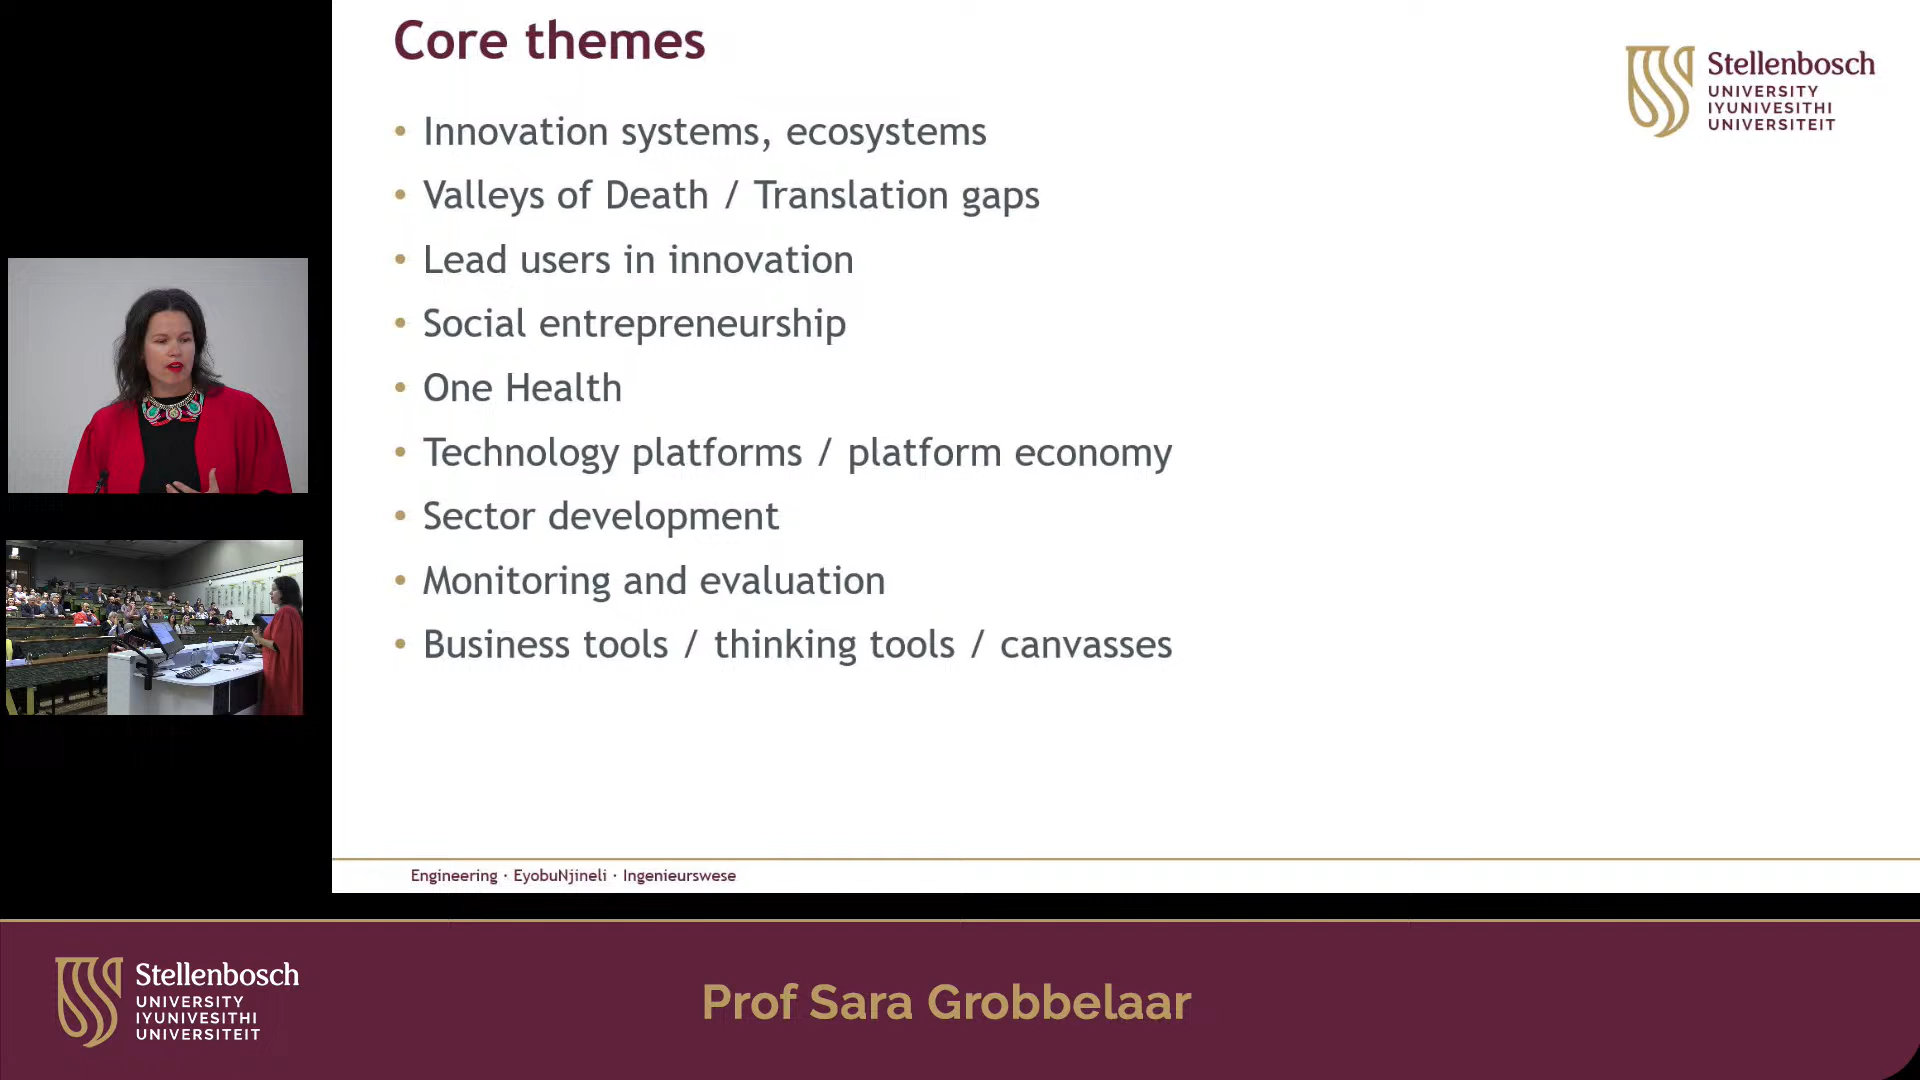 Core themes
• Innovation systems, ecosystems
• Valleys of Death / Translation gaps
• Lead users in innovation
• Social entrepreneurship
• One Health
• Technology platforms / platform economy
• Sector development
• Monitoring and evaluation
• Business tools / thinking tools / canvasses
Stellenbosch
UNIVERSITY
IYUNIVESITHI
UNIVERSITEIT
Engineering · EyobuNjineli · Ingenieurswese
Stellenbosch
UNIVERSITY
IYUNIVESITHI
UNIVERSITEIT
Prof Sara Grobbelaar